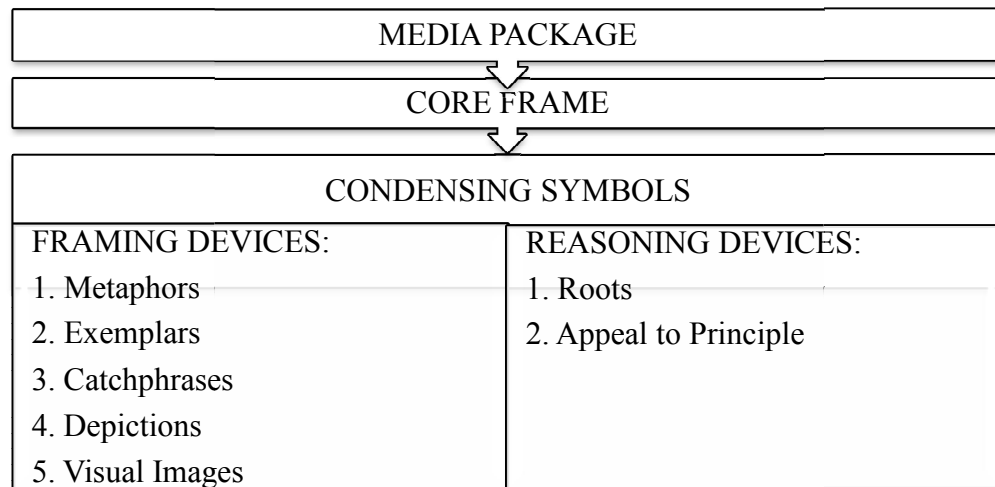 MEDIA PACKAGE
CORE FRAME
CONDENSING SYMBOLS
FRAMING DEVICES:
1. Metaphors
2. Exemplars
3. Catchphrases
4. Depictions
5. Visual Images
REASONING DEVICES:
1. Roots
2. Appeal to Principle